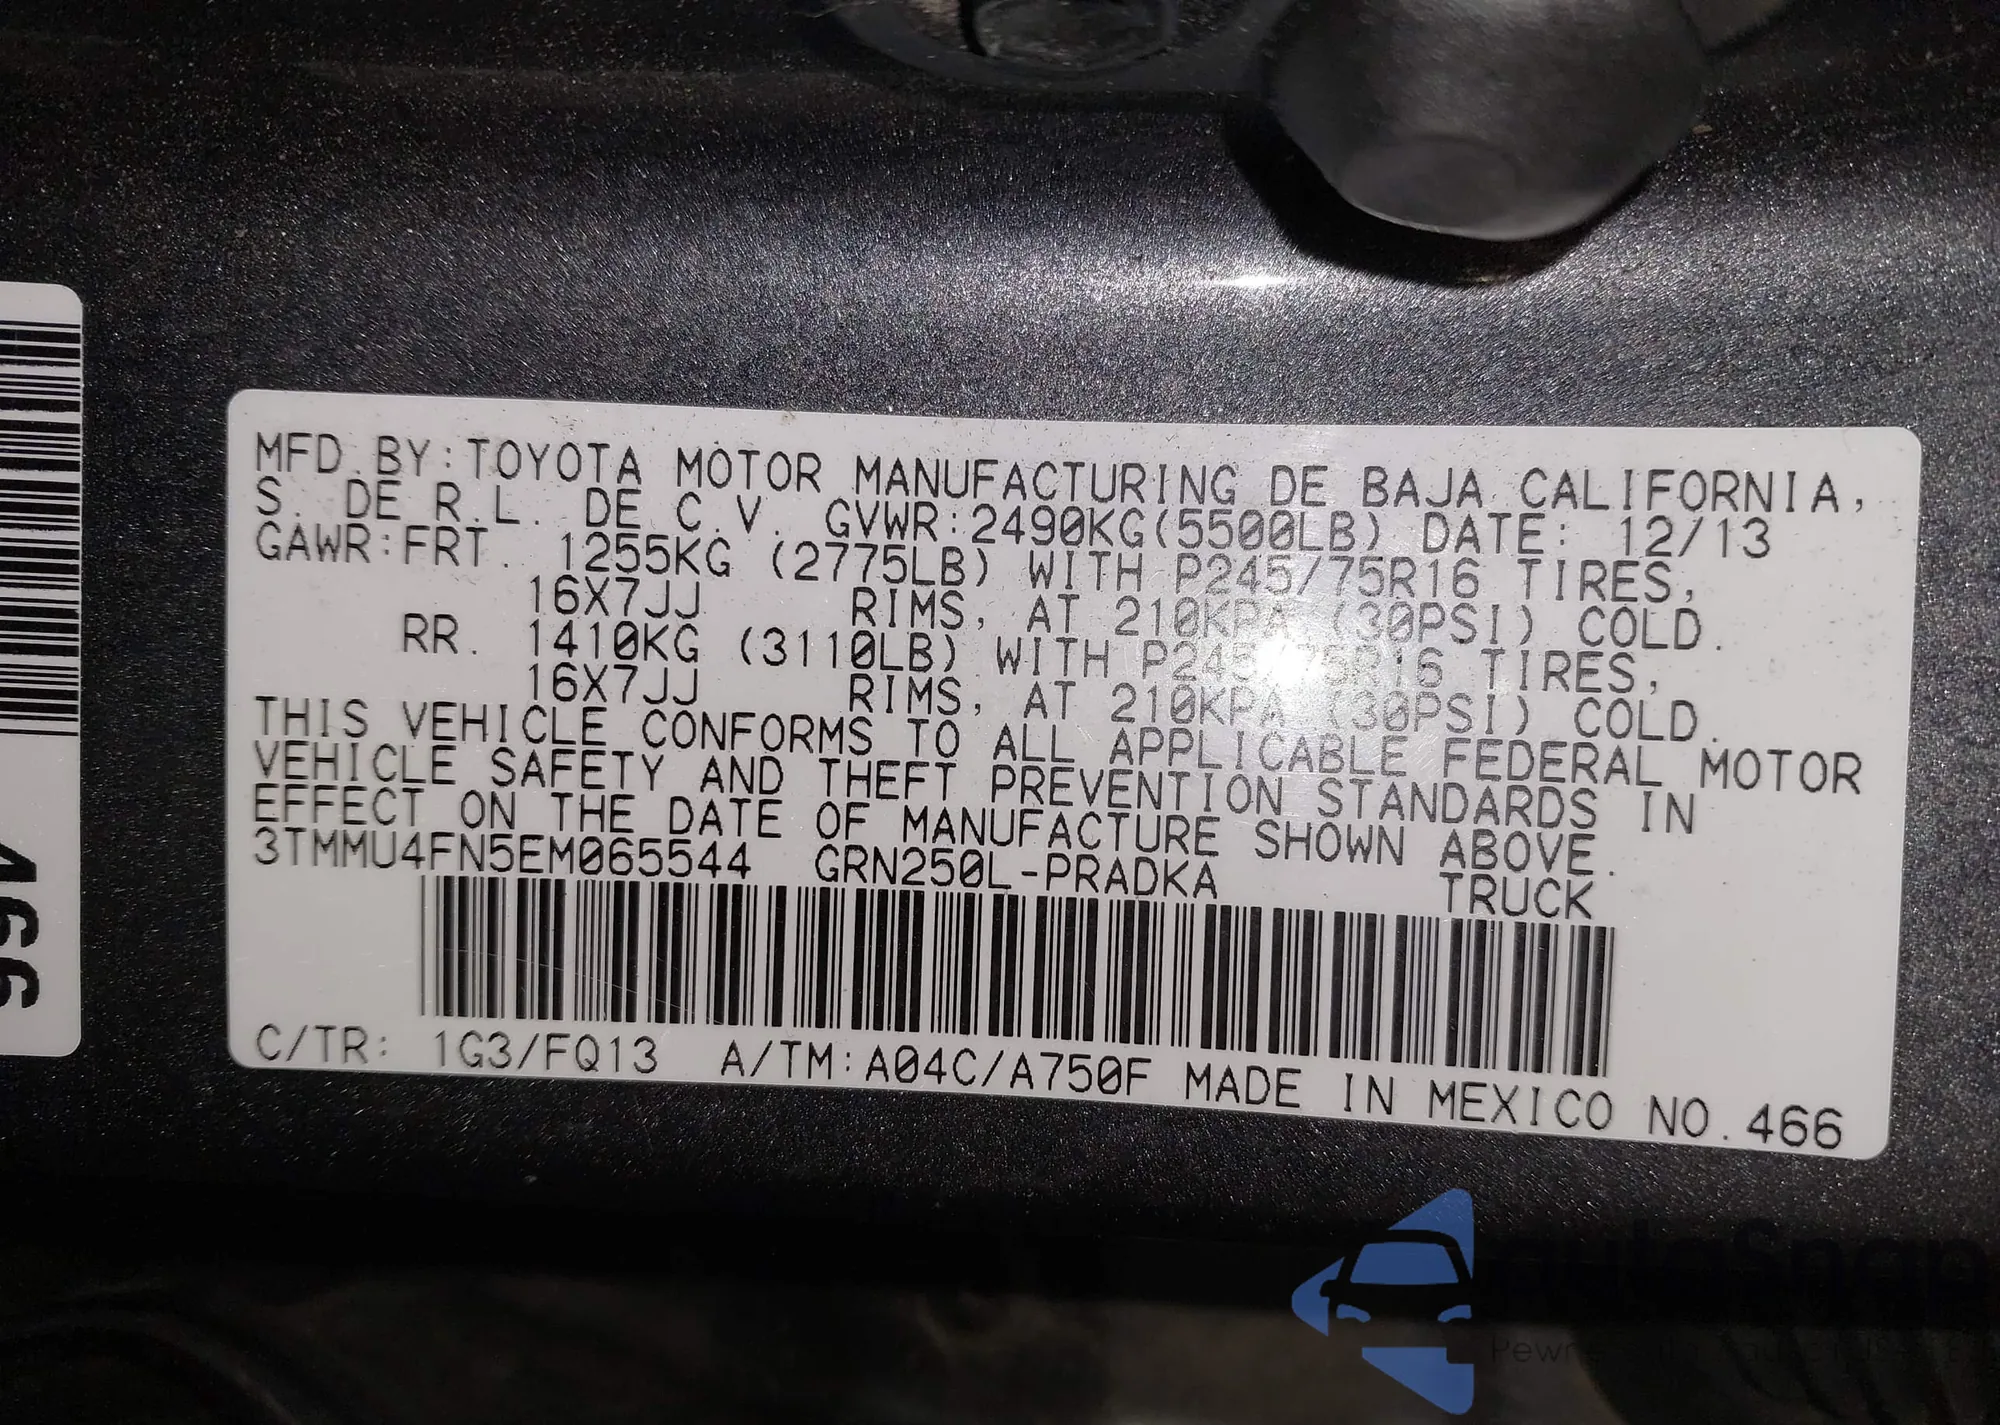 MFD.BY:TOYOTA MOTOR MANUFACTURING DE BAJA CALIFORNIA,
S. DE R.L. DE C.V. GVWR:2490KG(5500LB) DATE: 12/13
GAWR:FRT. 1255KG (2775LB) WITH P245/75R16 TIRES,
16X7JJ RIMS, AT 210KPA (30PSI) COLD.
RR. 1410KG (3110LB) WITH P245/75R16 TIRES,
16X7JJ RIMS, AT 210KPA (30PSI) COLD.
THIS VEHICLE CONFORMS TO ALL APPLICABLE FEDERAL MOTOR
VEHICLE SAFETY AND THEFT PREVENTION STANDARDS IN
EFFECT ON THE DATE OF MANUFACTURE SHOWN ABOVE.
3TMMU4FN5EM065544 GRN250L-PRADKA TRUCK
C/TR: 1G3/FQ13 A/TM:A04C/A750F MADE IN MEXICO NO.466
466